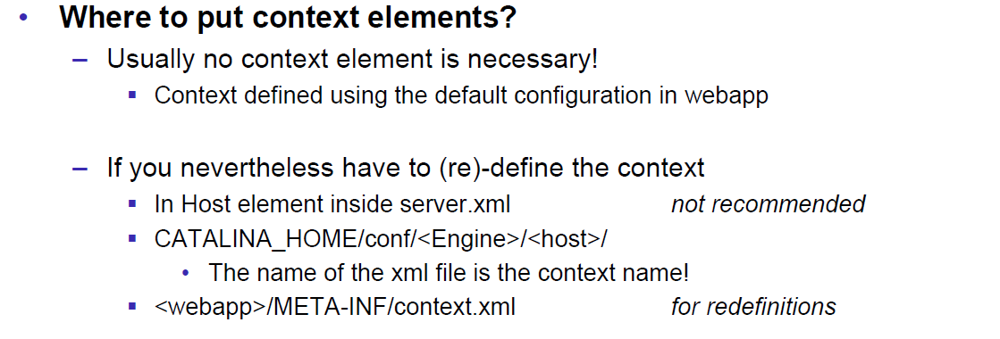 • Where to put context elements?
– Usually no context element is necessary!
▪ Context defined using the default configuration in webapp
– If you nevertheless have to (re)-define the context
▪ In Host element inside server.xml not recommended
▪ CATALINA_HOME/conf/<Engine>/<host>/
• The name of the xml file is the context name!
▪ <webapp>/META-INF/context.xml for redefinitions